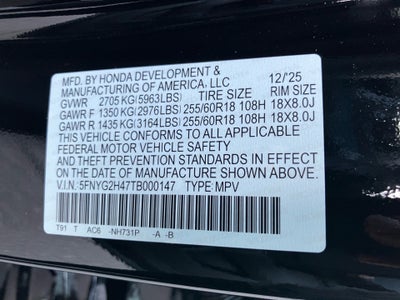 MFD. BY HONDA DEVELOPMENT &
MANUFACTURING OF AMERICA, LLC 12/25
GVWR 2705 KG(5963LBS) TIRE SIZE RIM SIZE
GAWR F 1350 KG(2976LBS) 255/60R18 108H 18X8.0J
GAWR R 1435 KG(3164LBS) 255/60R18 108H 18X8.0J
THIS VEHICLE CONFORMS TO ALL APPLICABLE
FEDERAL MOTOR VEHICLE SAFETY
AND THEFT PREVENTION STANDARDS IN EFFECT
ON THE DATE OF MANUFACTURE SHOWN ABOVE.
V.I.N.: 5FNYG2H47TB000147 TYPE: MPV
T91 T AC6 -NH731P -A -B